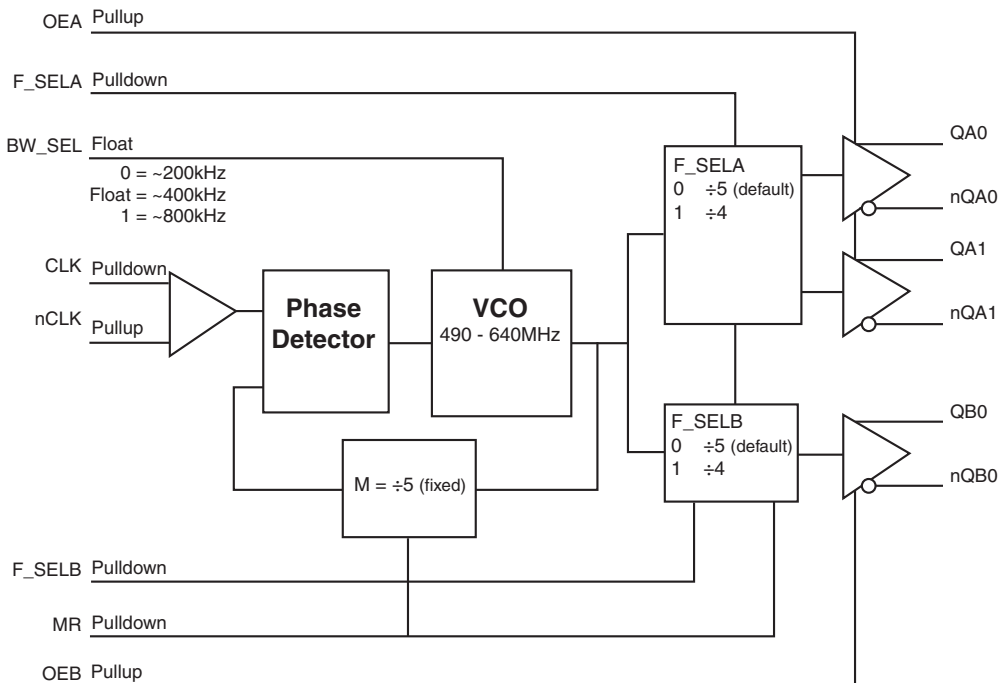 OEA Pullup
F_SELA Pulldown
BW_SEL Float
0 = ~200kHz
Float = ~400kHz
1 = ~800kHz
CLK Pulldown
nCLK Pullup
Phase
Detector
VCO
490 - 640MHz
M = ÷5 (fixed)
F_SELA
0 ÷5 (default)
1 ÷4
F_SELB
0 ÷5 (default)
1 ÷4
QA0
nQA0
QA1
nQA1
QB0
nQB0
F_SELB Pulldown
MR Pulldown
OEB Pullup